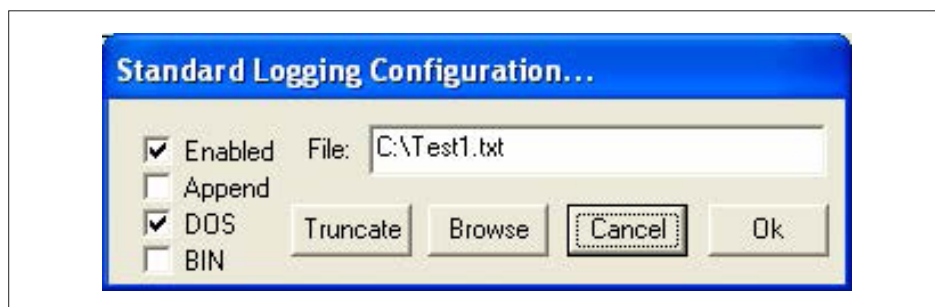 Standard Logging Configuration...
Enabled File: C:\Test1.txt
Append
DOS Truncate Browse Cancel Ok
BIN